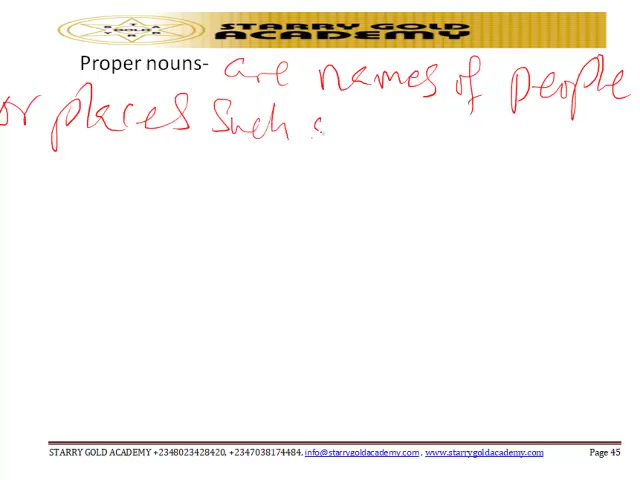 STARRY GOLD
ACADEMY
Proper nouns- are names of people
or places such
STARRY GOLD ACADEMY +2348023428420, +2347038174484, info@starrygoldacademy.com, www.starrygoldacademy.com Page 45